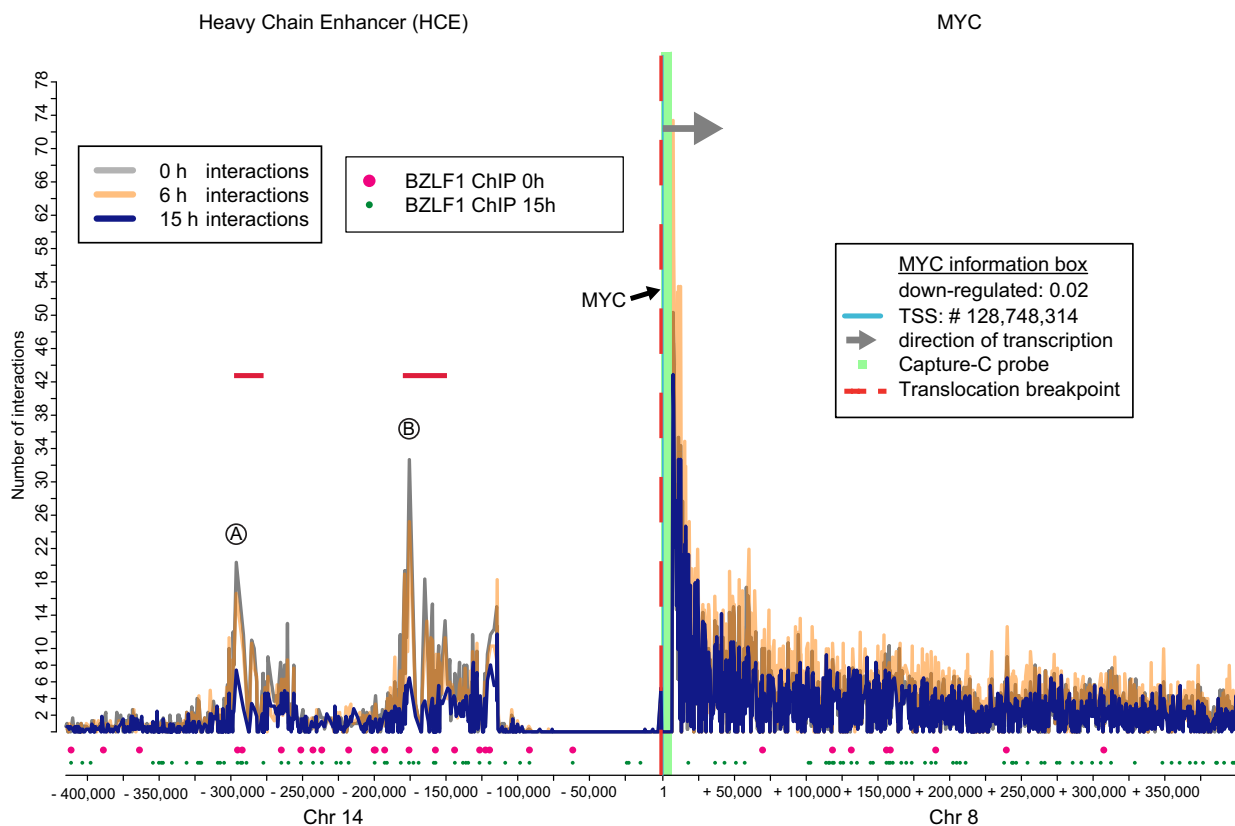 Heavy Chain Enhancer (HCE)
MYC
78
74
70
66
62
58
54
50
46
42
38
34
30
26
22
18
14
10
8
6
4
2
Number of interactions
0 h interactions
6 h interactions
15 h interactions
BZLF1 ChIP 0h
BZLF1 ChIP 15h
MYC
MYC information box
down-regulated: 0.02
TSS: # 128,748,314
direction of transcription
Capture-C probe
Translocation breakpoint
A
B
- 400,000 - 350,000 - 300,000 - 250,000 - 200,000 - 150,000 - 100,000 - 50,000 1 + 50,000 + 100,000 + 150,000 + 200,000 + 250,000 + 300,000 + 350,000
Chr 14
Chr 8